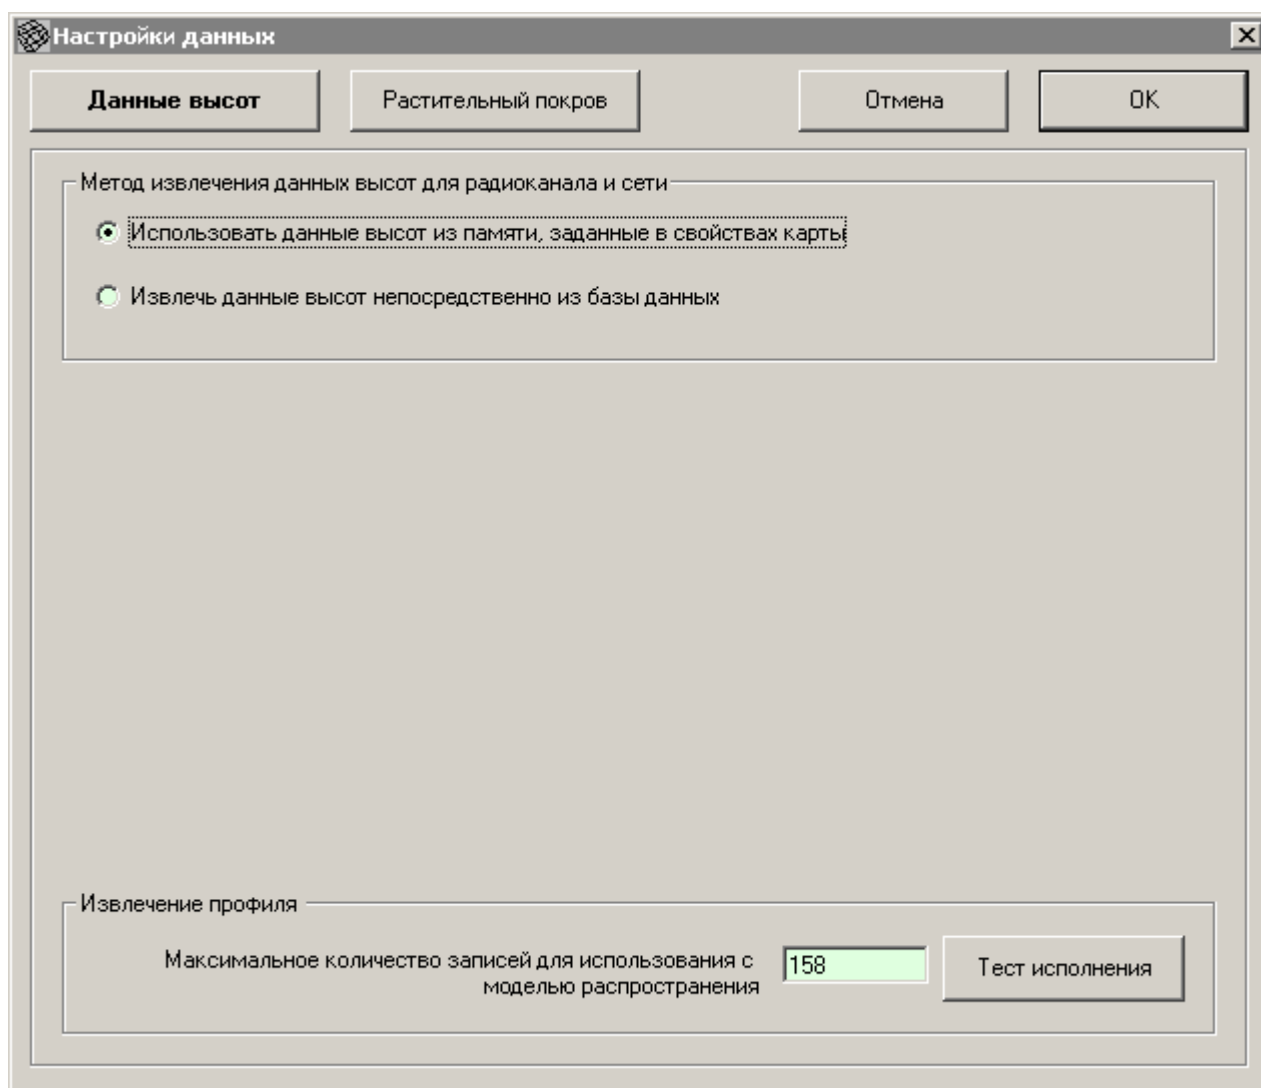 Настройки данных
Данные высот
Растительный покров
Отмена
OK
Метод извлечения данных высот для радиоканала и сети
Использовать данные высот из памяти, заданные в свойствах карты
Извлечь данные высот непосредственно из базы данных
Извлечение профиля
Максимальное количество записей для использования с
моделью распространения
158
Тест исполнения